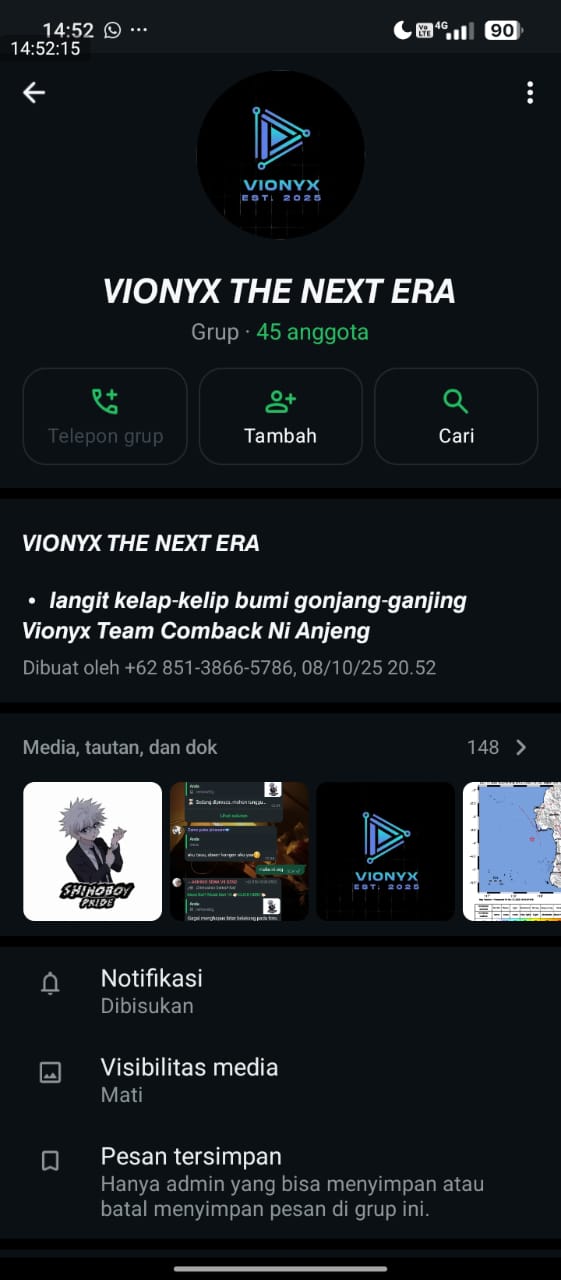 14:52
14:52:15
Vo LTE 4G 90
VIONYX
EST. 2025
VIONYX THE NEXT ERA
Grup · 45 anggota
Telepon grup
Tambah
Cari
VIONYX THE NEXT ERA
• langit kelap-kelip bumi gonjang-ganjing
Vionyx Team Comback Ni Anjeng
Dibuat oleh +62 851-3866-5786, 08/10/25 20.52
Media, tautan, dan dok
148
SHINOBOY
PRIDE
VIONYX
EST. 2025
Notifikasi
Dibisukan
Visibilitas media
Mati
Pesan tersimpan
Hanya admin yang bisa menyimpan atau
batal menyimpan pesan di grup ini.